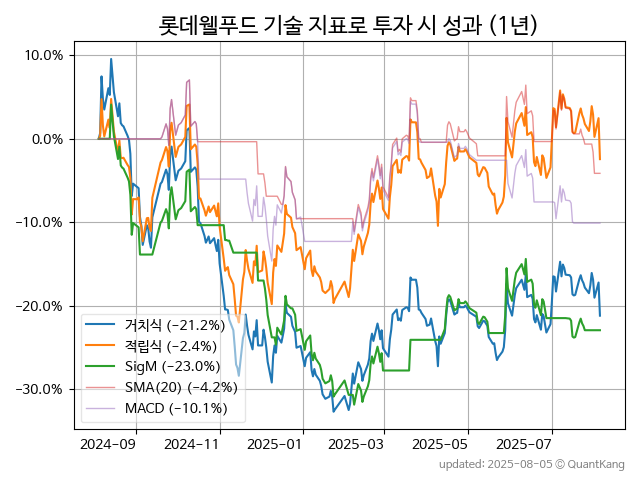 롯데웰푸드 기술 지표로 투자 시 성과 (1년)
10.0%
0.0%
−10.0%
−20.0%
−30.0%
거치식 (−21.2%)
적립식 (−2.4%)
SigM (−23.0%)
SMA(20) (−4.2%)
MACD (−10.1%)
2024-09 2024-11 2025-01 2025-03 2025-05 2025-07
updated: 2025-08-05 © QuantKang